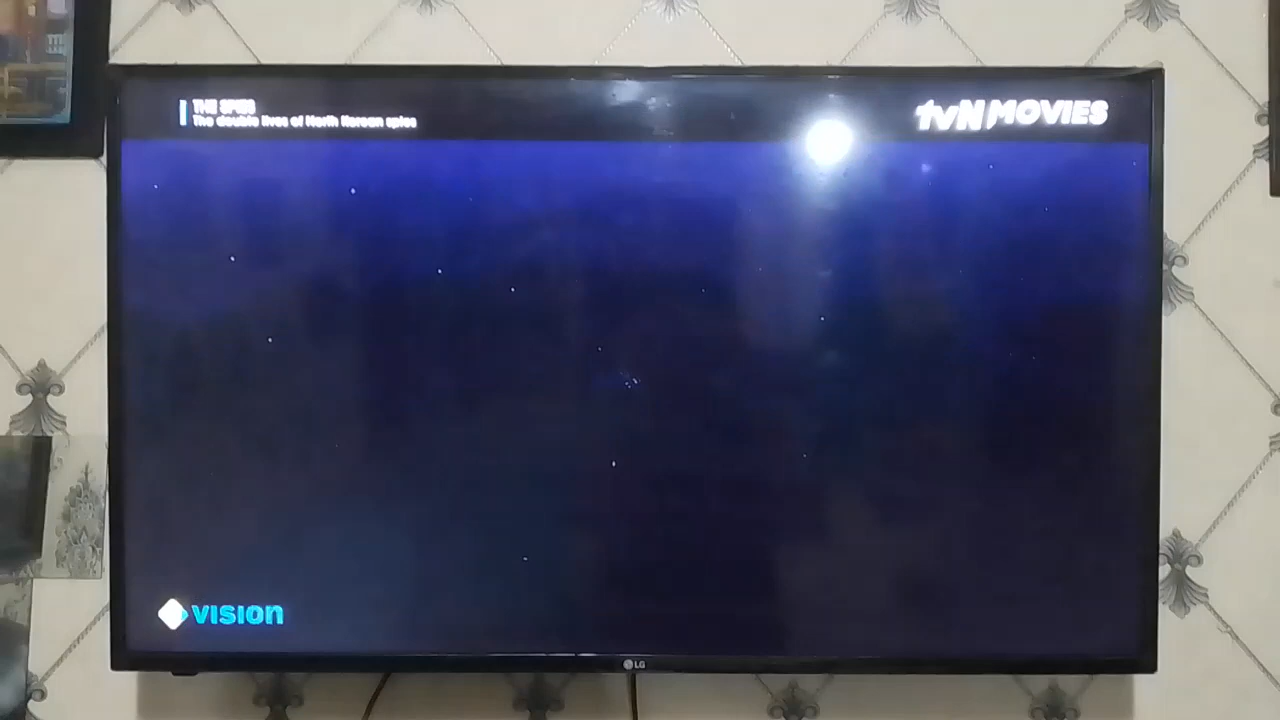 THE SPIES
The double lives of North Korean spies
tvN MOVIES
vision
LG